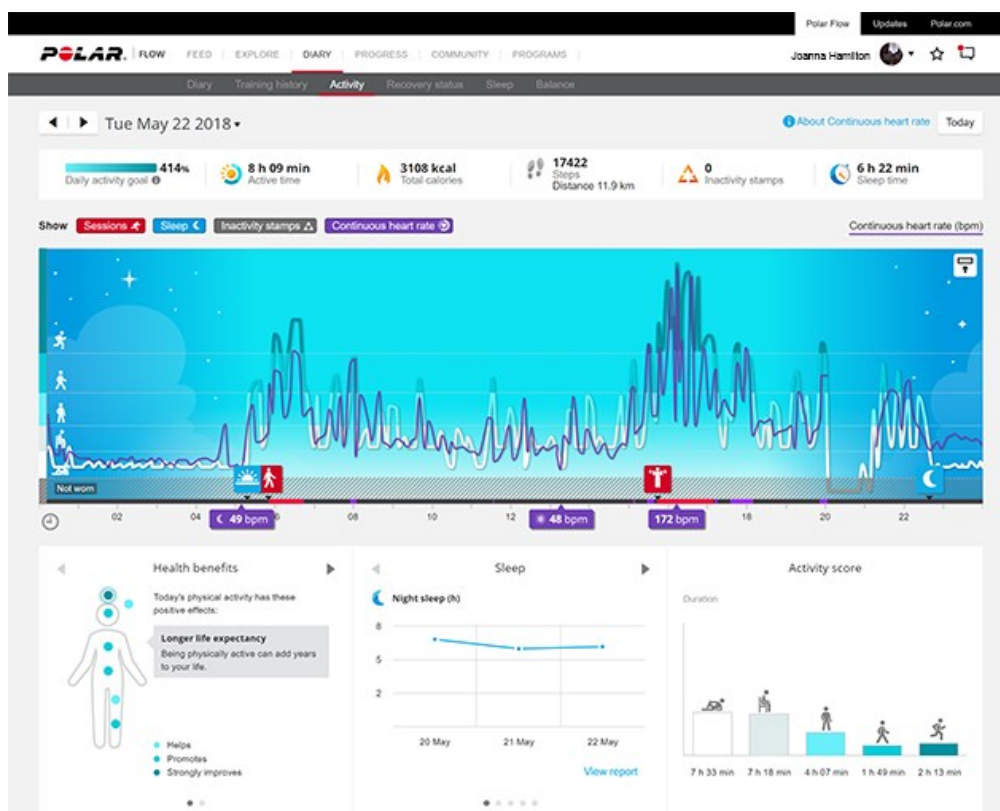 Polar Flow Updates Polar.com
POLAR. FLOW FEED EXPLORE DIARY PROGRESS COMMUNITY PROGRAMS Joanna Hamilton
Diary Training history Activity Recovery status Sleep Balance
Tue May 22 2018 About Continuous heart rate Today
414%
Daily activity goal
8 h 09 min
Active time
3108 kcal
Total calories
17422
Steps
Distance 11.9 km
0
Inactivity stamps
6 h 22 min
Sleep time
Show Sessions Sleep Inactivity stamps Continuous heart rate Continuous heart rate (bpm)
Not worn
02 04 6 08 10 12 18 20 22
49 bpm 48 bpm 172 bpm
Health benefits
Today's physical activity has these
positive effects:
Longer life expectancy
Being physically active can add years
to your life.
Helps
Promotes
Strongly improves
Sleep
Night sleep (h)
8
5
2
20 May 21 May 22 May
View report
Activity score
Duration
7 h 33 min 7 h 18 min 4 h 07 min 1 h 49 min 2 h 13 min